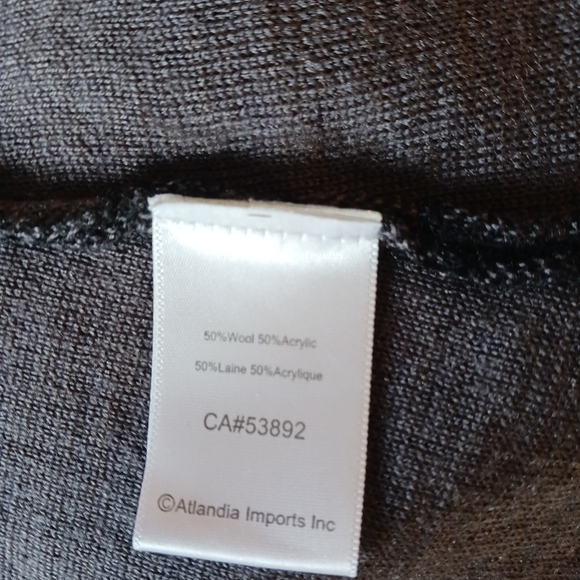 50%Wool 50%Acrylic
50%Laine 50%Acrylique
CA#53892
©Atlandia Imports Inc